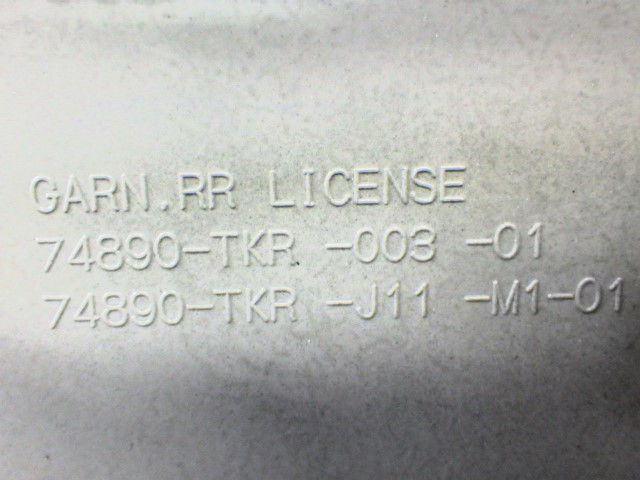 GARN.RR LICENSE
74890-TKR -003 -01
74890-TKR -J11 -M1-01